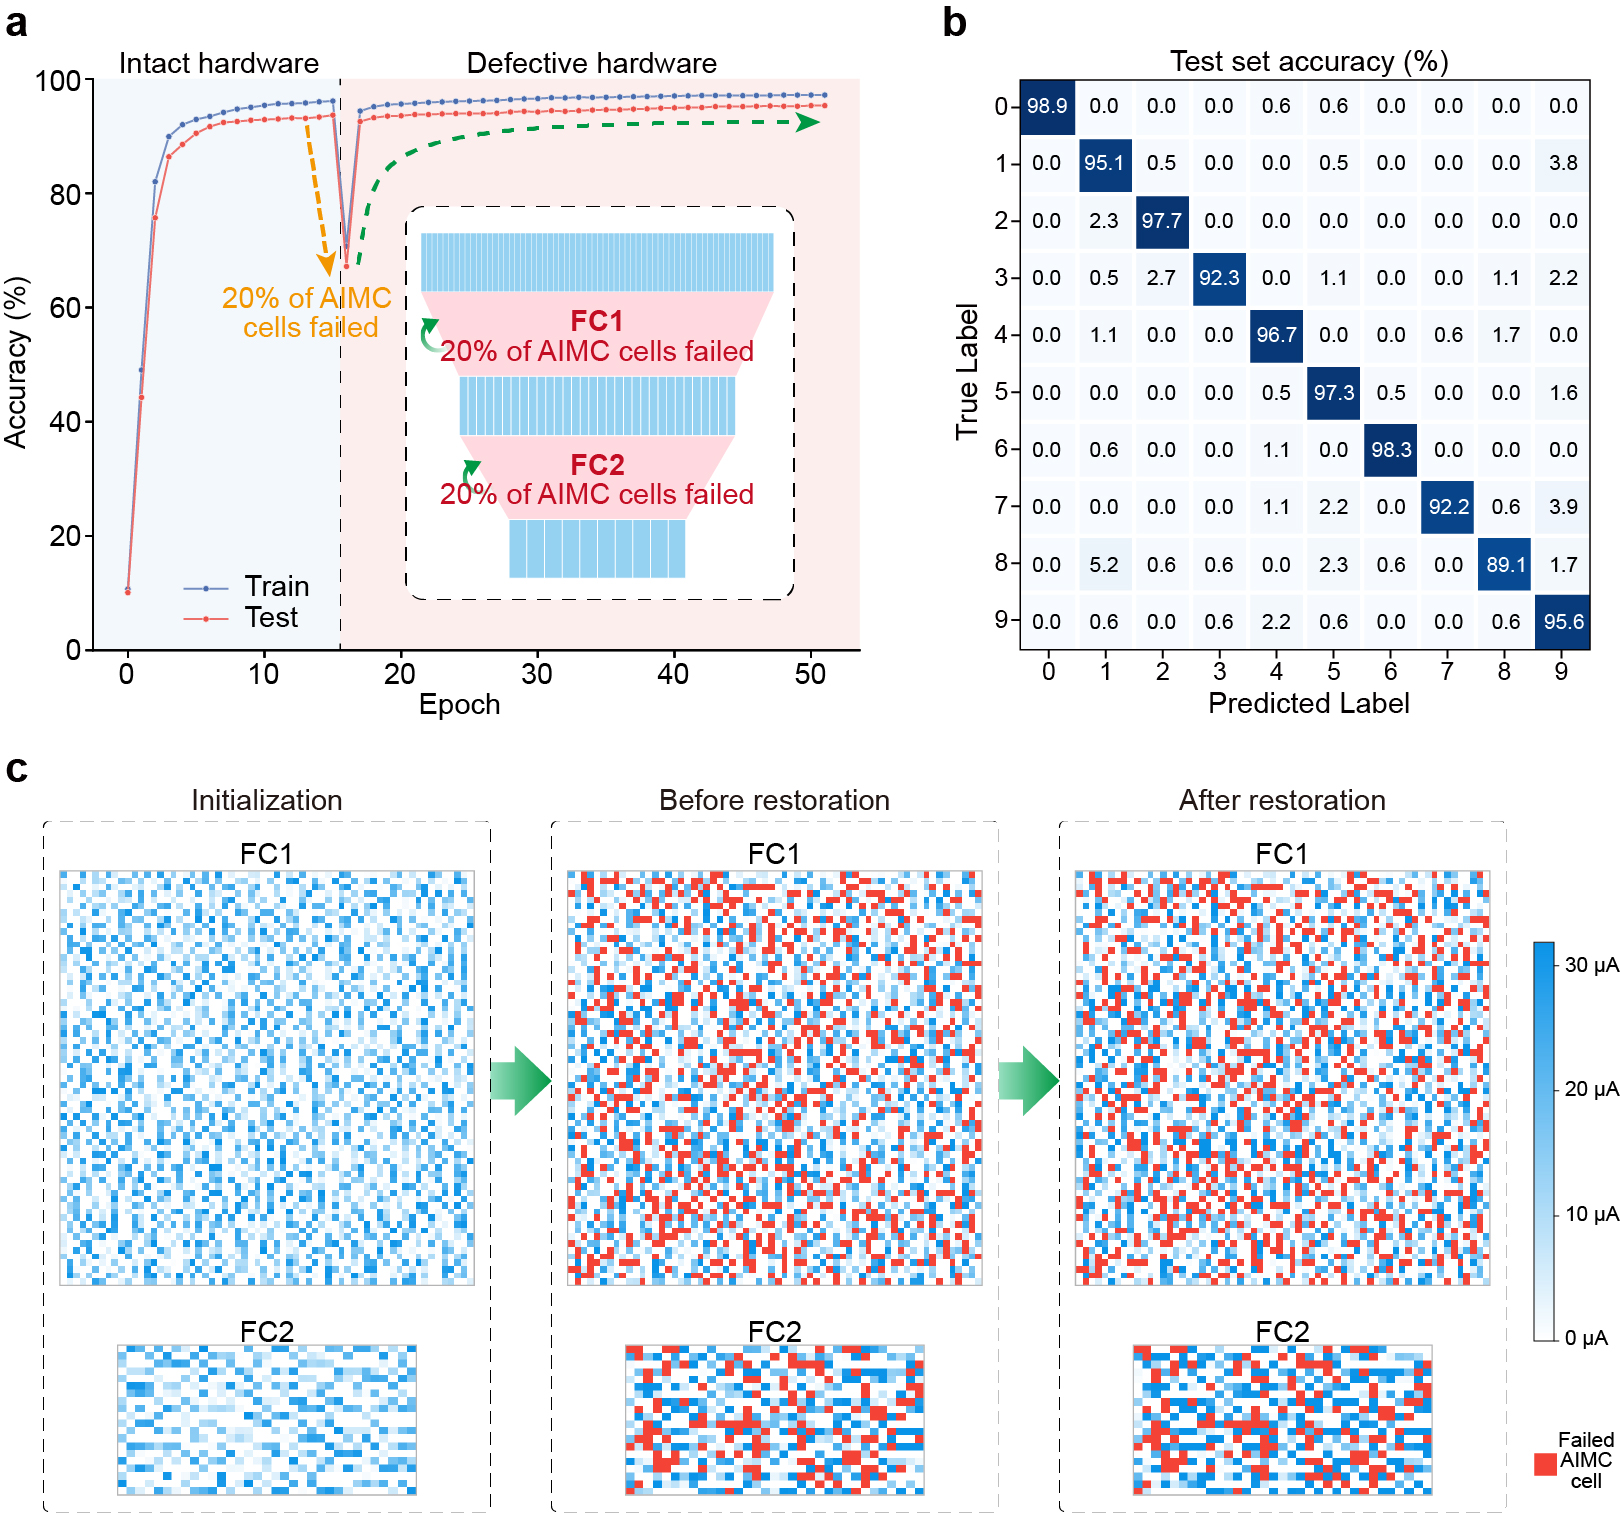 a
Intact hardware
Defective hardware
100
80
60
40
20
0
Accuracy (%)
20% of AIMC
cells failed
FC1
20% of AIMC cells failed
FC2
20% of AIMC cells failed
Train
Test
0 10 20 30 40 50
Epoch
b
Test set accuracy (%)
True Label
0 98.9 0.0 0.0 0.0 0.6 0.6 0.0 0.0 0.0 0.0
1 0.0 95.1 0.5 0.0 0.0 0.5 0.0 0.0 0.0 3.8
2 0.0 2.3 97.7 0.0 0.0 0.0 0.0 0.0 0.0 0.0
3 0.0 0.5 2.7 92.3 0.0 1.1 0.0 0.0 1.1 2.2
4 0.0 1.1 0.0 0.0 96.7 0.0 0.0 0.6 1.7 0.0
5 0.0 0.0 0.0 0.0 0.5 97.3 0.5 0.0 0.0 1.6
6 0.0 0.6 0.0 0.0 1.1 0.0 98.3 0.0 0.0 0.0
7 0.0 0.0 0.0 0.0 1.1 2.2 0.0 92.2 0.6 3.9
8 0.0 5.2 0.6 0.6 0.0 2.3 0.6 0.0 89.1 1.7
9 0.0 0.6 0.0 0.6 2.2 0.6 0.0 0.0 0.6 95.6
0 1 2 3 4 5 6 7 8 9
Predicted Label
c
Initialization
FC1
FC2
Before restoration
FC1
FC2
After restoration
FC1
FC2
30 µA
20 µA
10 µA
0 µA
Failed
AIMC
cell